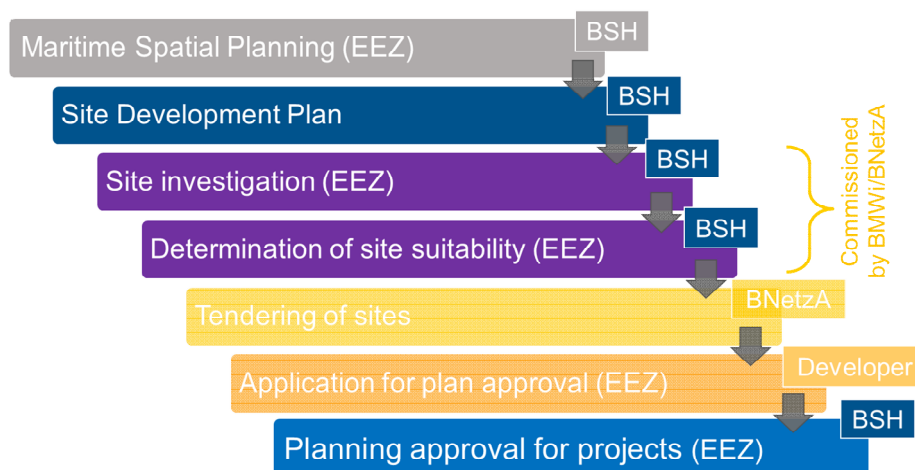 BSH
Maritime Spatial Planning (EEZ)
BSH
Site Development Plan
BSH
Site investigation (EEZ)
BSH
Determination of site suitability (EEZ)
Commissioned
by BMWi/BNetzA
BNetzA
Tendering of sites
Developer
Application for plan approval (EEZ)
BSH
Planning approval for projects (EEZ)